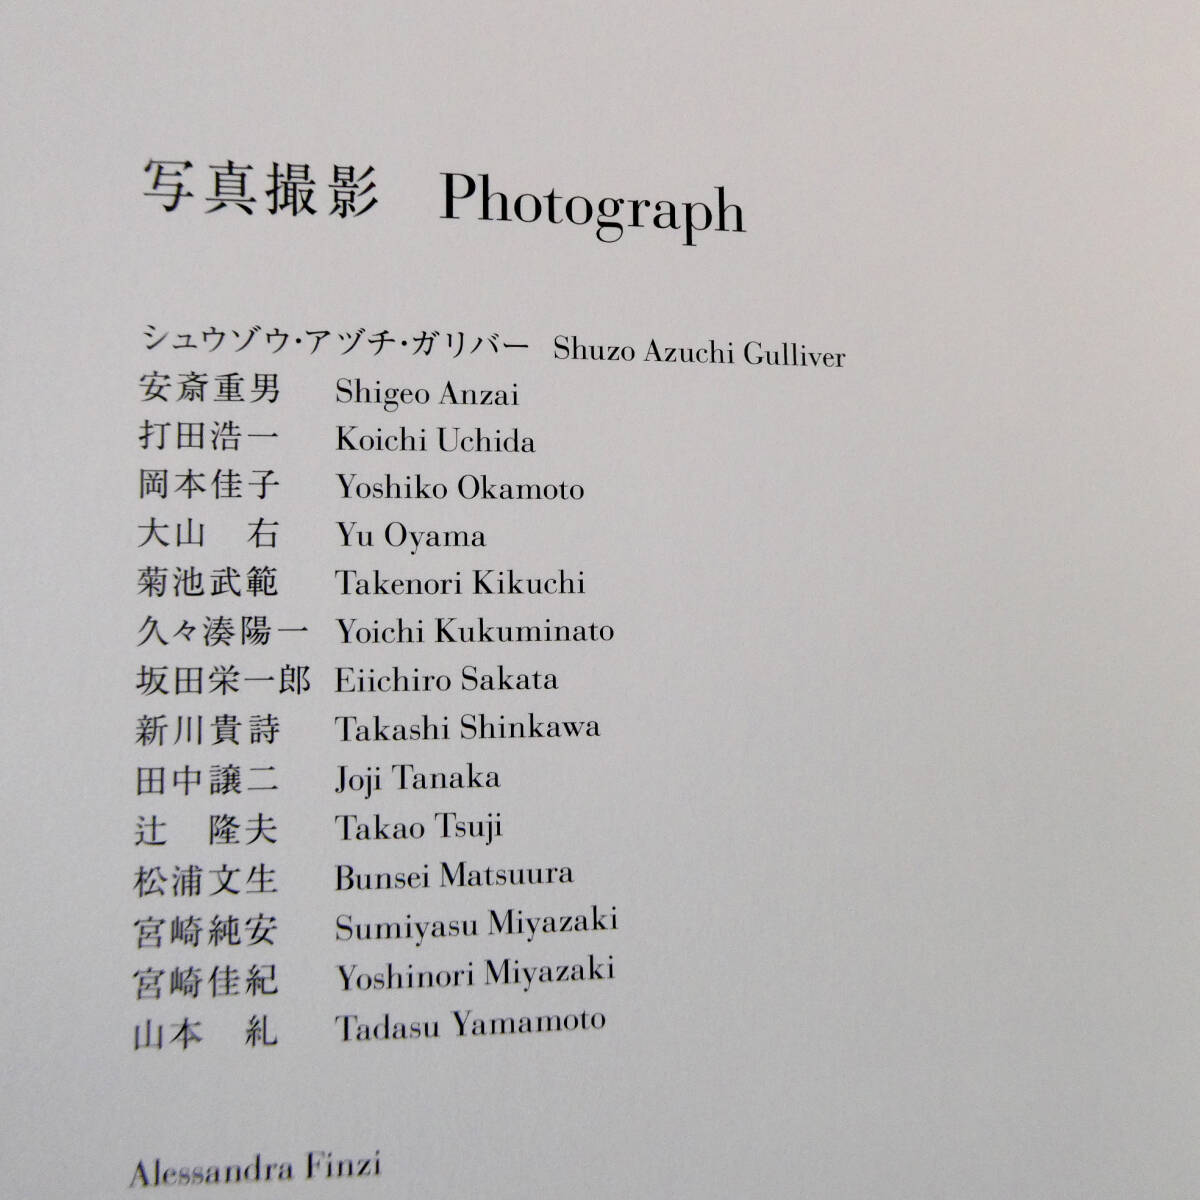 写真撮影 Photograph
シュウゾウ・アヅチ・ガリバー Shuzo Azuchi Gulliver
安斎重男 Shigeo Anzai
打田浩一 Koichi Uchida
岡本佳子 Yoshiko Okamoto
大山 右 Yu Oyama
菊池武範 Takenori Kikuchi
久々湊陽一 Yoichi Kukuminato
坂田栄一郎 Eiichiro Sakata
新川貴詩 Takashi Shinkawa
田中譲二 Joji Tanaka
辻 隆夫 Takao Tsuji
松浦文生 Bunsei Matsuura
宮崎純安 Sumiyasu Miyazaki
宮崎佳紀 Yoshinori Miyazaki
山本 糺 Tadasu Yamamoto
Alessandra Finzi